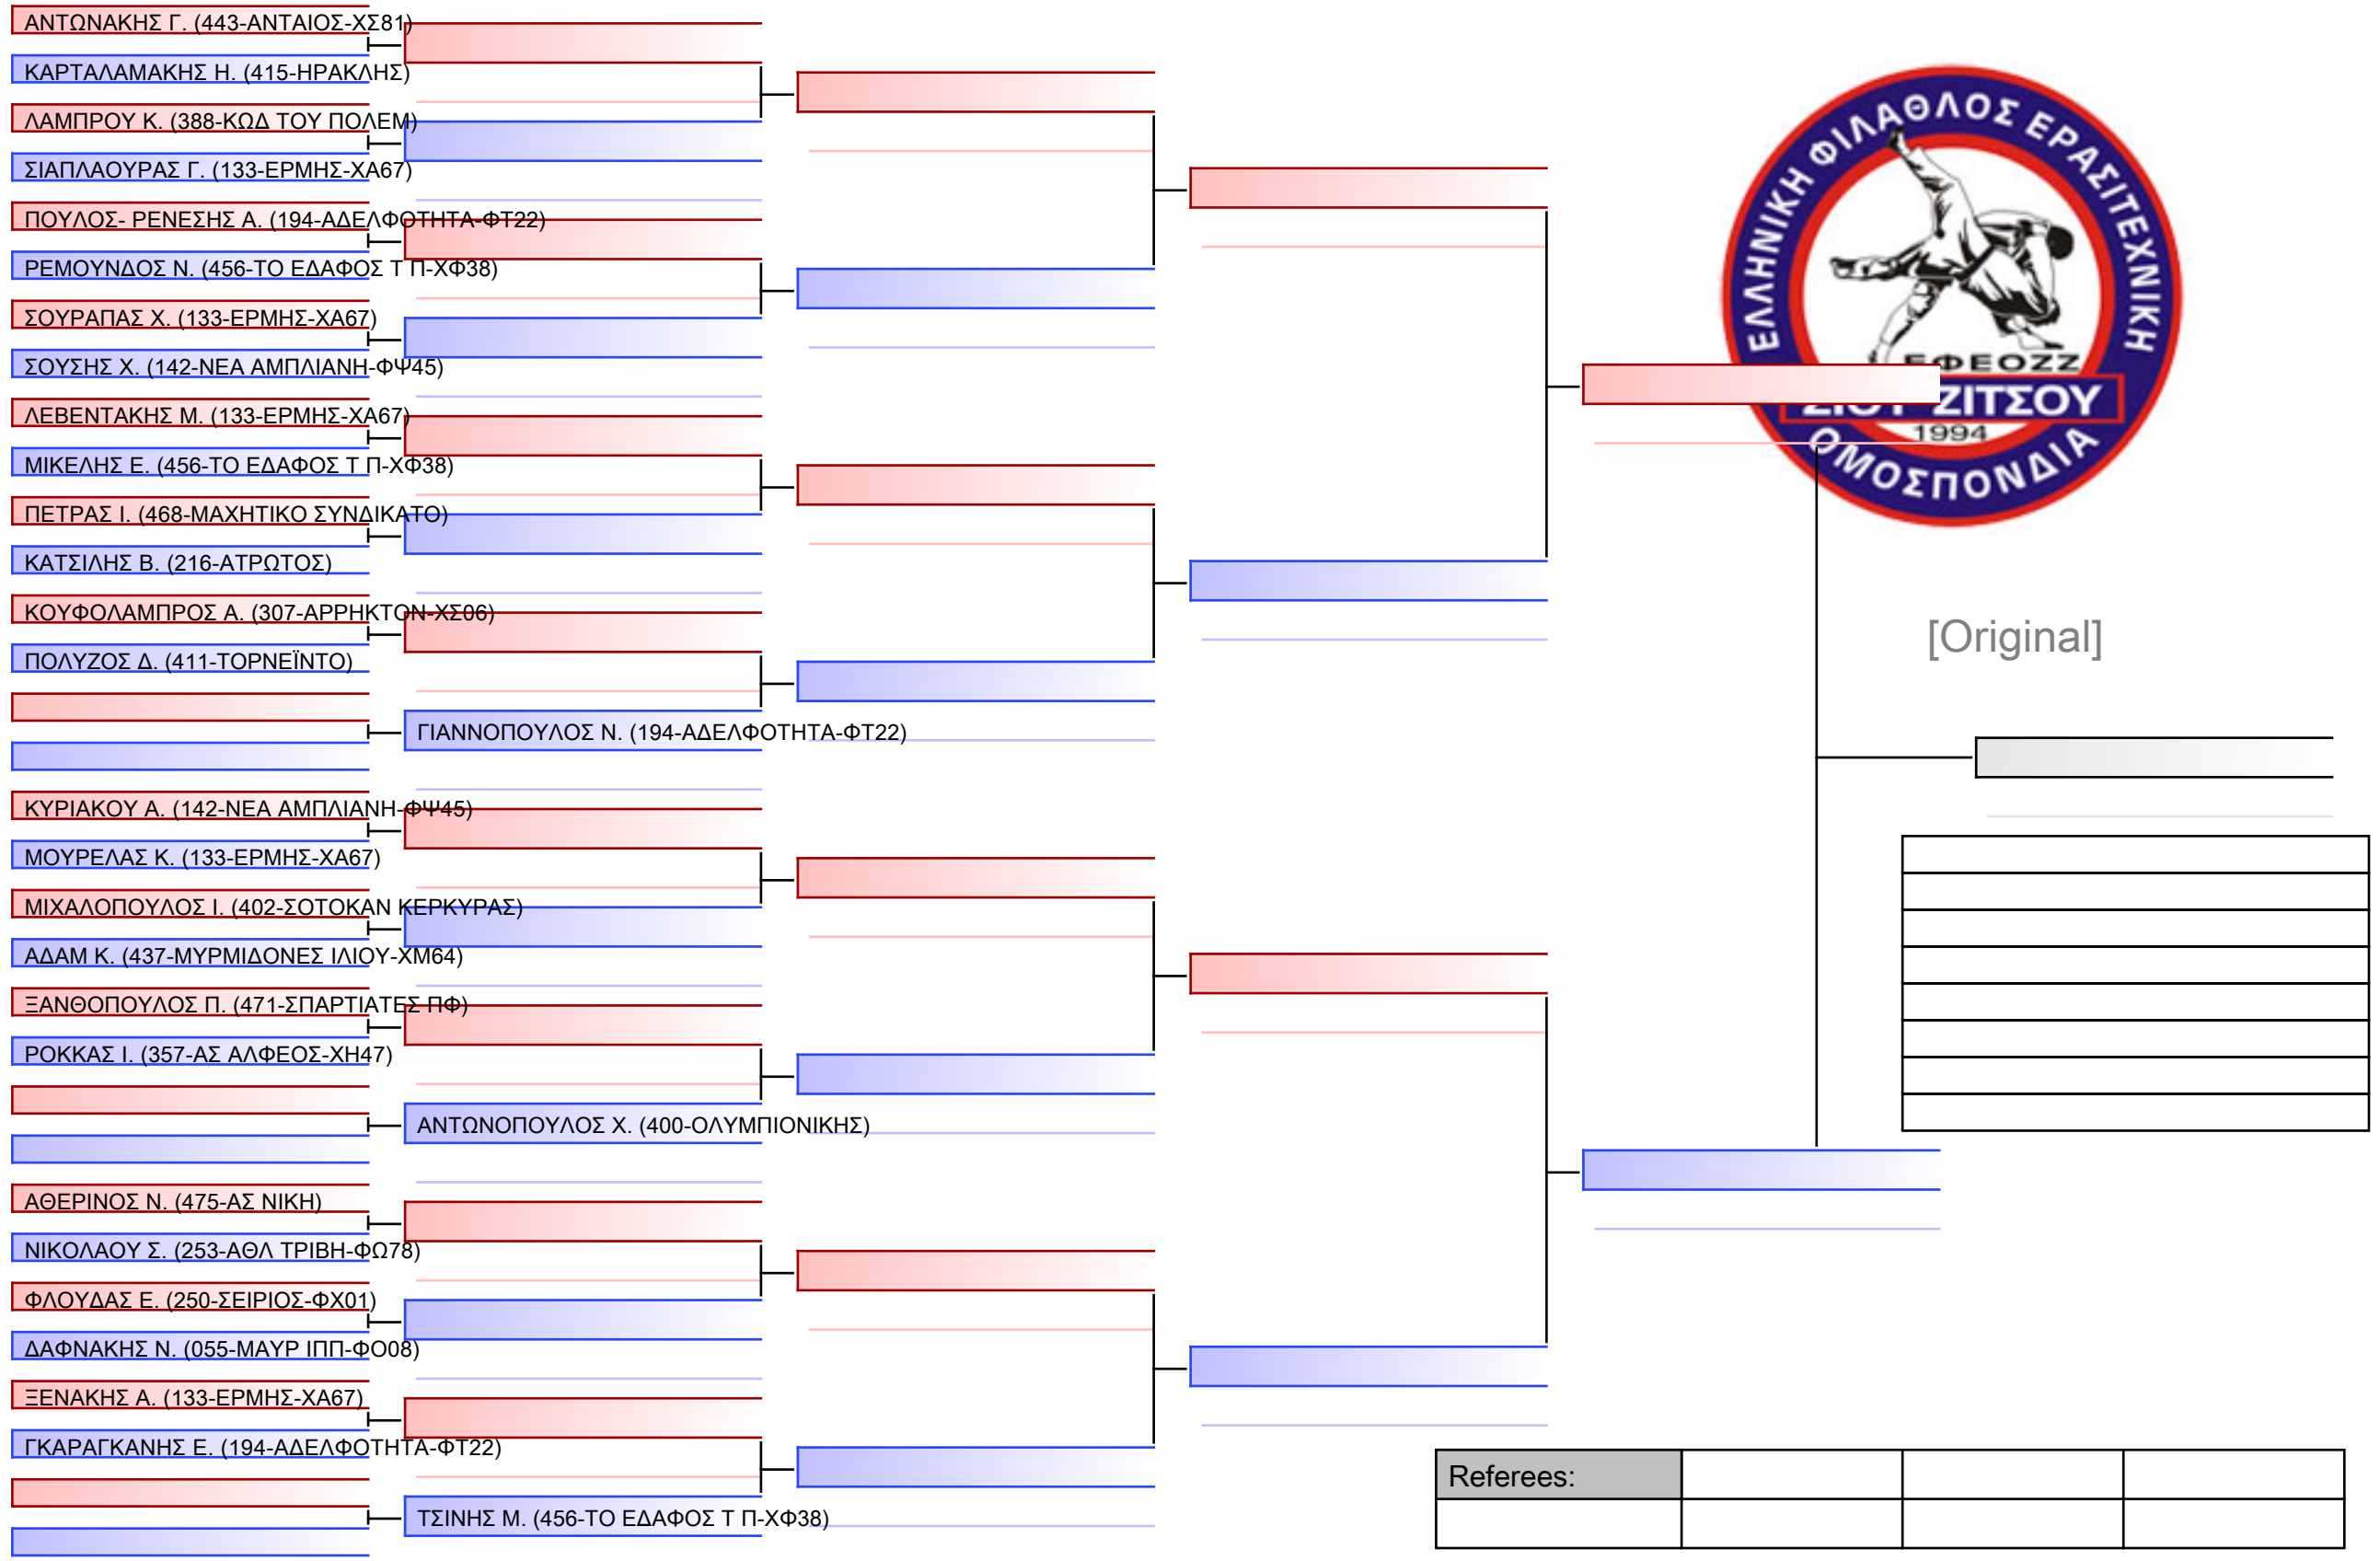 ΑΝΤΩΝΑΚΗΣ Γ. (443-ΑΝΤΑΙΟΣ-ΧΣ81)
ΚΑΡΤΑΛΑΜΑΚΗΣ Η. (415-ΗΡΑΚΛΗΣ)
ΛΑΜΠΡΟΥ Κ. (388-ΚΩΔ ΤΟΥ ΠΟΛΕΜ)
ΣΙΑΠΛΑΟΥΡΑΣ Γ. (133-ΕΡΜΗΣ-ΧΑ67)
ΠΟΥΛΟΣ- ΡΕΝΕΣΗΣ Α. (194-ΑΔΕΛΦΟΤΗΤΑ-ΦΤ22)
ΡΕΜΟΥΝΔΟΣ Ν. (456-ΤΟ ΕΔΑΦΟΣ Τ Π-ΧΦ38)
ΣΟΥΡΑΠΑΣ Χ. (133-ΕΡΜΗΣ-ΧΑ67)
ΣΟΥΣΗΣ Χ. (142-ΝΕΑ ΑΜΠΛΙΑΝΗ-ΦΨ45)
ΛΕΒΕΝΤΑΚΗΣ Μ. (133-ΕΡΜΗΣ-ΧΑ67)
ΜΙΚΕΛΗΣ Ε. (456-ΤΟ ΕΔΑΦΟΣ Τ Π-ΧΦ38)
ΠΕΤΡΑΣ Ι. (468-ΜΑΧΗΤΙΚΟ ΣΥΝΔΙΚΑΤΟ)
ΚΑΤΣΙΛΗΣ Β. (216-ΑΤΡΩΤΟΣ)
ΚΟΥΦΟΛΑΜΠΡΟΣ Α. (307-ΑΡΡΗΚΤΟΝ-ΧΣ06)
ΠΟΛΥΖΟΣ Δ. (411-ΤΟΡΝΕΪΝΤΟ)
ΓΙΑΝΝΟΠΟΥΛΟΣ Ν. (194-ΑΔΕΛΦΟΤΗΤΑ-ΦΤ22)
ΚΥΡΙΑΚΟΥ Α. (142-ΝΕΑ ΑΜΠΛΙΑΝΗ-ΦΨ45)
ΜΟΥΡΕΛΑΣ Κ. (133-ΕΡΜΗΣ-ΧΑ67)
ΜΙΧΑΛΟΠΟΥΛΟΣ Ι. (402-ΣΟΤΟΚΑΝ ΚΕΡΚΥΡΑΣ)
ΑΔΑΜ Κ. (437-ΜΥΡΜΙΔΟΝΕΣ ΙΛΙΟΥ-ΧΜ64)
ΞΑΝΘΟΠΟΥΛΟΣ Π. (471-ΣΠΑΡΤΙΑΤΕΣ ΠΦ)
ΡΟΚΚΑΣ Ι. (357-ΑΣ ΑΛΦΕΟΣ-ΧΗ47)
ΑΝΤΩΝΟΠΟΥΛΟΣ Χ. (400-ΟΛΥΜΠΙΟΝΙΚΗΣ)
ΑΘΕΡΙΝΟΣ Ν. (475-ΑΣ ΝΙΚΗ)
ΝΙΚΟΛΑΟΥ Σ. (253-ΑΘΛ ΤΡΙΒΗ-ΦΩ78)
ΦΛΟΥΔΑΣ Ε. (250-ΣΕΙΡΙΟΣ-ΦΧ01)
ΔΑΦΝΑΚΗΣ Ν. (055-ΜΑΥΡ ΙΠΠ-ΦΟ08)
ΞΕΝΑΚΗΣ Α. (133-ΕΡΜΗΣ-ΧΑ67)
ΓΚΑΡΑΓΚΑΝΗΣ Ε. (194-ΑΔΕΛΦΟΤΗΤΑ-ΦΤ22)
ΤΣΙΝΗΣ Μ. (456-ΤΟ ΕΔΑΦΟΣ Τ Π-ΧΦ38)
ΕΛΛΗΝΙΚΗ ΦΙΛΑΘΛΟΣ ΕΡΑΣΙΤΕΧΝΙΚΗ
ΕΦΕΟΖΖ
ΖΙΟΥ ΖΙΤΣΟΥ
1994
ΟΜΟΣΠΟΝΔΙΑ
[Original]
Referees: